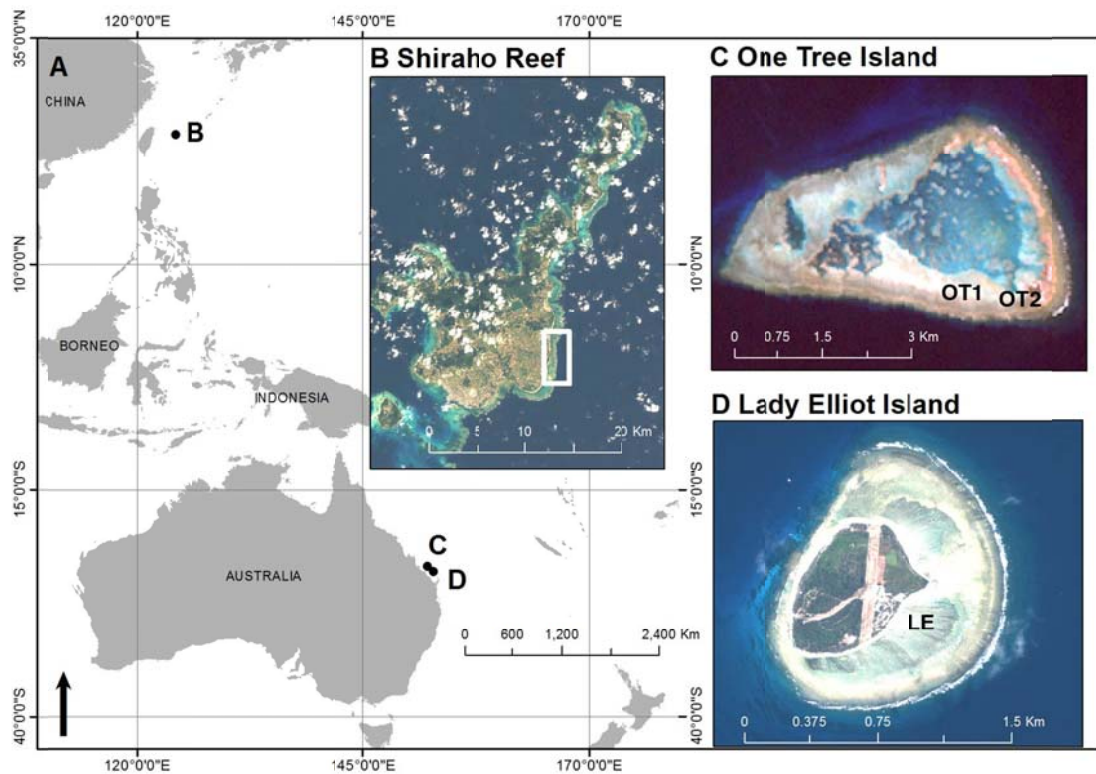 120°0'0"E 145°0'0"E 170°0'0"E
35°0'0"N
A
CHINA
B
B Shiraho Reef
0 5 10 20 Km
C One Tree Island
OT1 OT2
0 0.75 1.5 3 Km
10°0'0"N
BORNEO
INDONESIA
D Lady Elliot Island
LE
0 0.375 0.75 1.5 Km
15°0'0"S 15°0'0"S
C
D
AUSTRALIA
0 600 1,200 2,400 Km
40°0'0"S 40°0'0"S
120°0'0"E 145°0'0"E 170°0'0"E